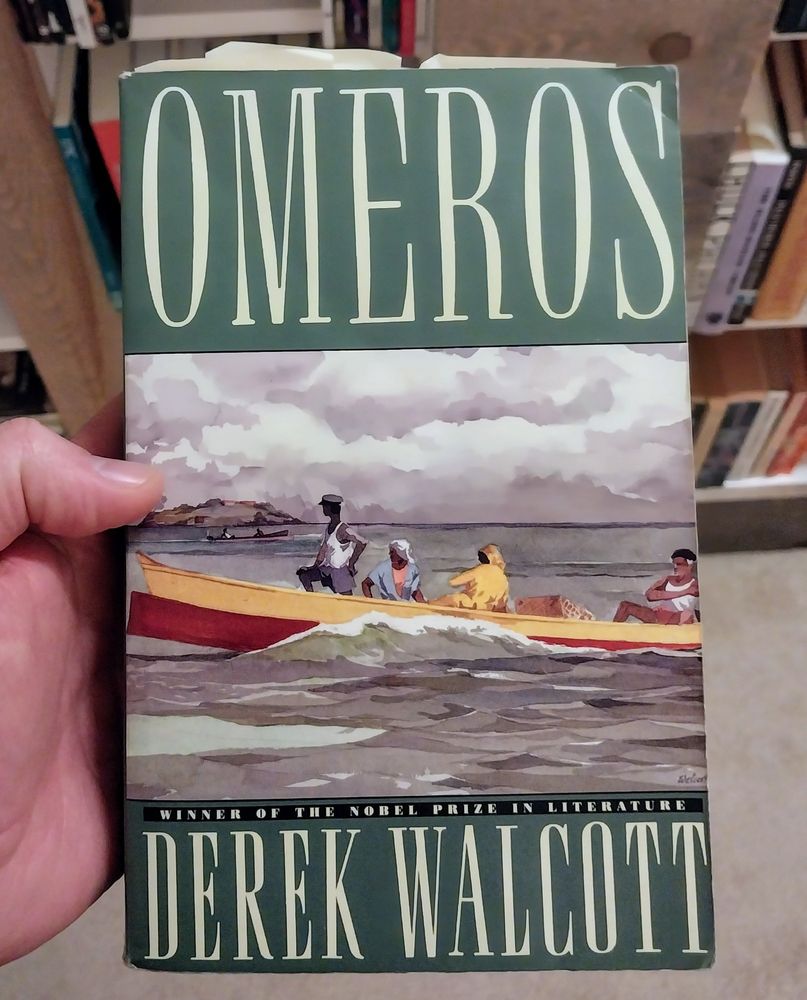 OMEROS
WINNER OF THE NOBEL PRIZE IN LITERATURE
DEREK WALCOTT